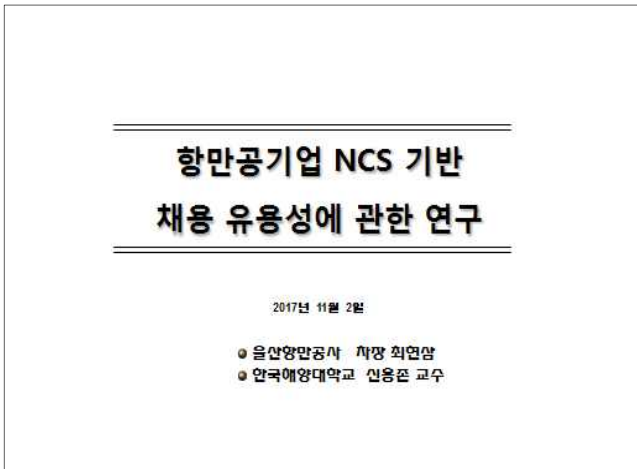 항만공기업 NCS 기반
채용 유용성에 관한 연구
2017년 11월 2일
울산항만공사 차장 최현삼
한국해양대학교 신용존 교수